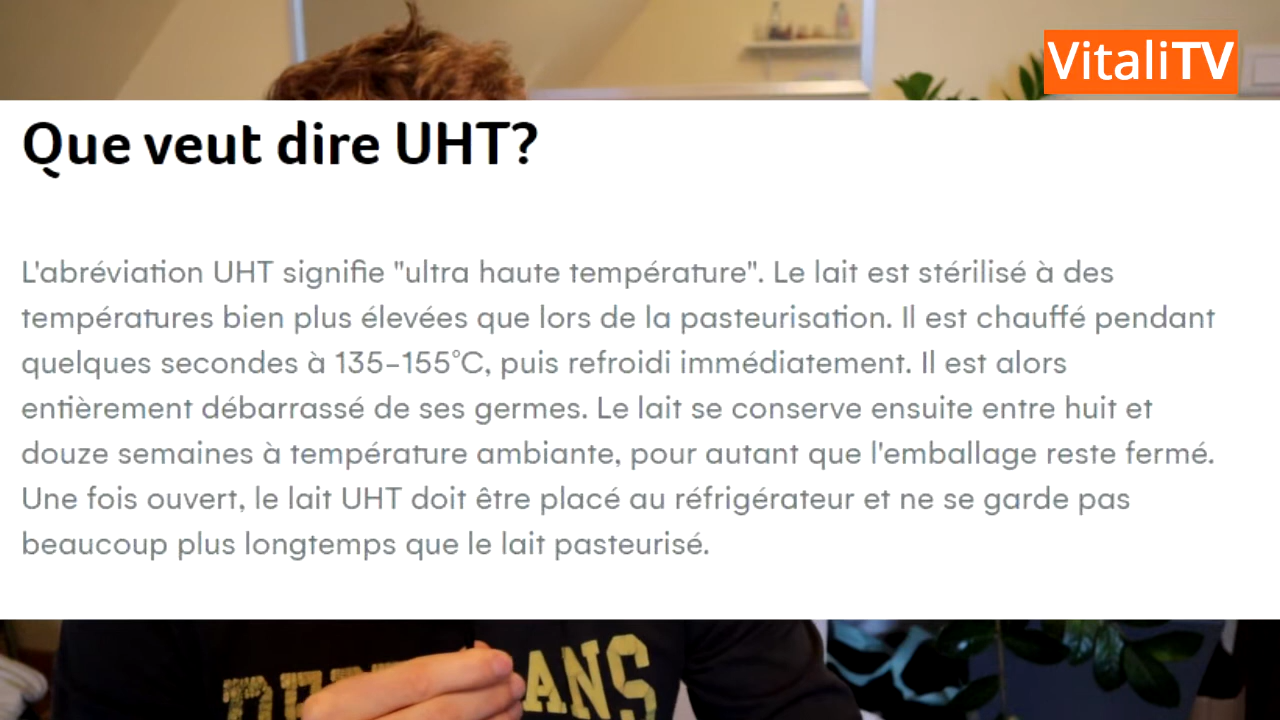 VitaliTV
Que veut dire UHT?
L'abréviation UHT signifie "ultra haute température". Le lait est stérilisé à des
températures bien plus élevées que lors de la pasteurisation. Il est chauffé pendant
quelques secondes à 135-155°C, puis refroidi immédiatement. Il est alors
entièrement débarrassé de ses germes. Le lait se conserve ensuite entre huit et
douze semaines à température ambiante, pour autant que l'emballage reste fermé.
Une fois ouvert, le lait UHT doit être placé au réfrigérateur et ne se garde pas
beaucoup plus longtemps que le lait pasteurisé.